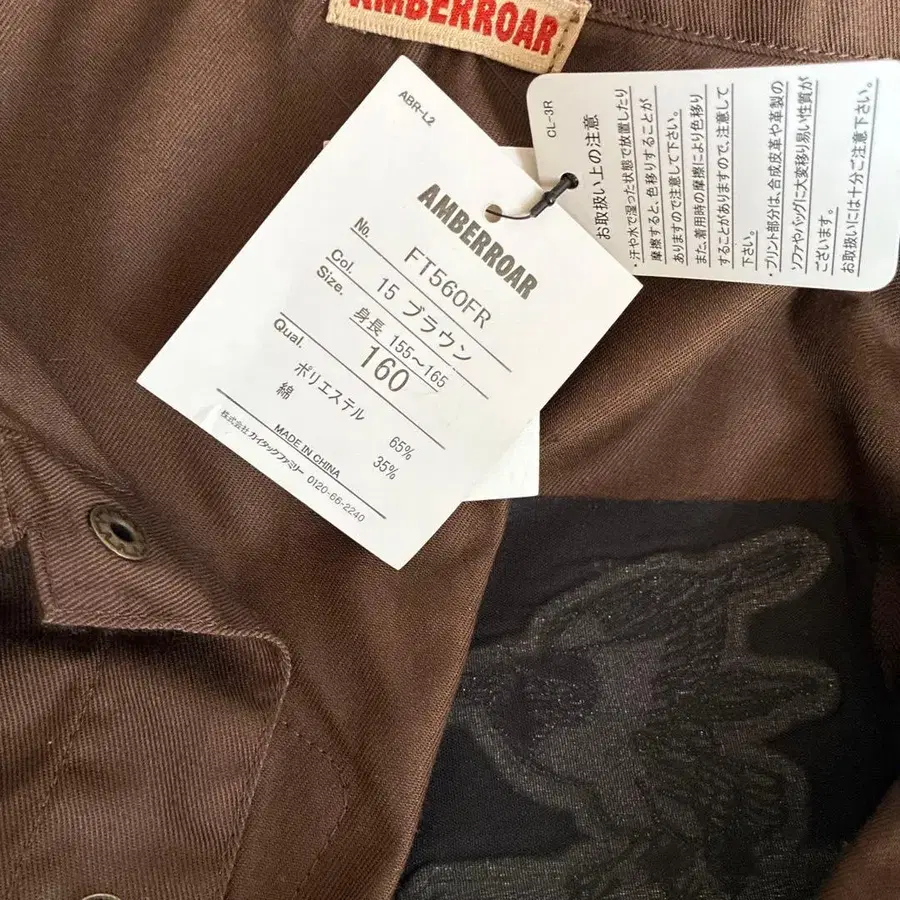 AMBERROAR
ABR-L2
AMBERROAR
No. FT560FR
Col. 15 ブラウン
Size. 身長 155～165
160
Qual.
ポリエステル 65%
綿 35%
MADE IN CHINA
株式会社カイタックファミリー 0120-66-2240
CL-3R
お取扱い上の注意
・汗や水で湿った状態で放置したり
摩擦すると、色移りすることが
ありますので注意して下さい。
また、着用時の摩擦により色移り
することがありますので、注意して
下さい。
・プリント部分は、合成皮革や革製の
ソファやバッグに大変移り易い性質が
ございます。
お取扱いには十分ご注意下さい。